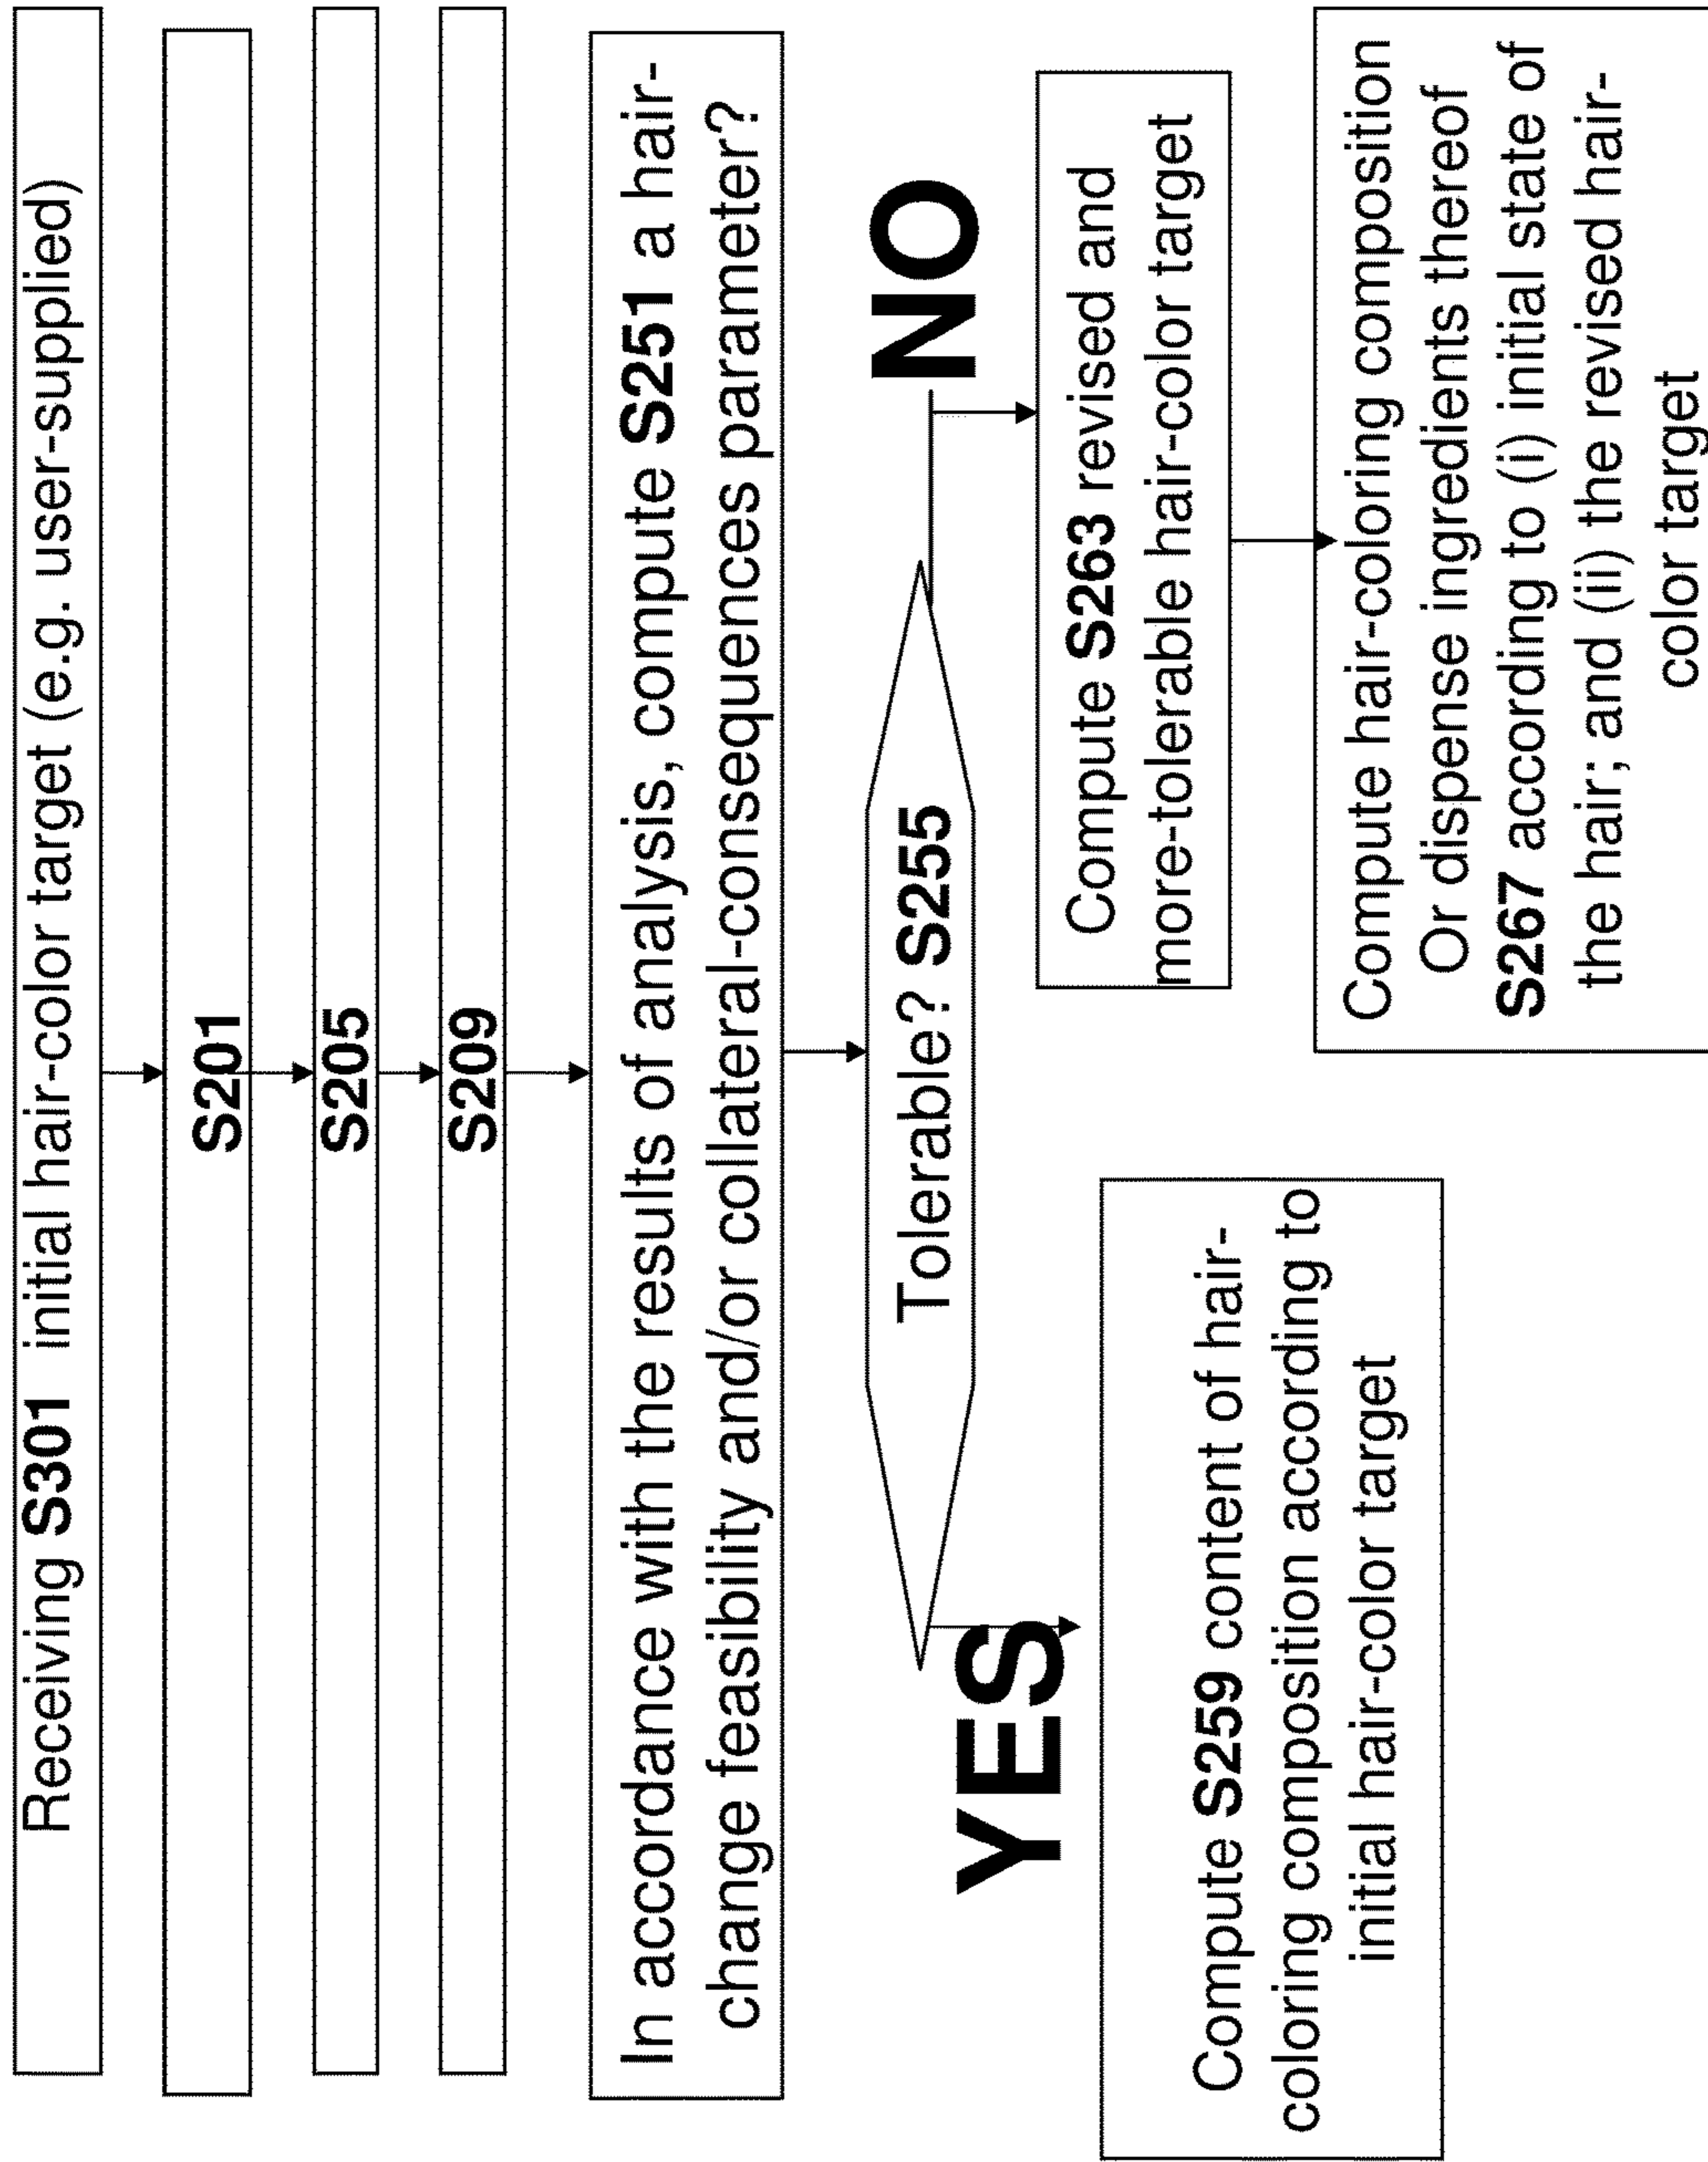 Receiving S301 initial hair-color target (e.g. user-supplied)
S201
S205
S209
In accordance with the results of analysis, compute S251 a hair-
change feasibility and/or collateral-consequences parameter?
Tolerable? S255
YES
NO
Compute S259 content of hair-
coloring composition according to
initial hair-color target
Compute S263 revised and
more-tolerable hair-color target
Compute hair-coloring composition
Or dispense ingredients thereof
S267 according to (i) initial state of
the hair; and (ii) the revised hair-
color target